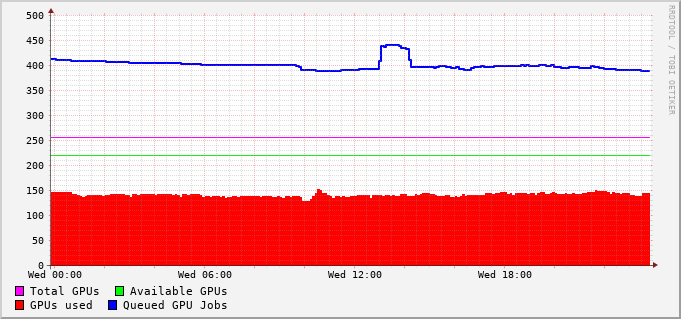 500
450
400
350
300
250
200
150
100
50
0
Wed 00:00 Wed 06:00 Wed 12:00 Wed 18:00
Total GPUs Available GPUs
GPUs used Queued GPU Jobs
RRDTOOL / TOBI OETIKER